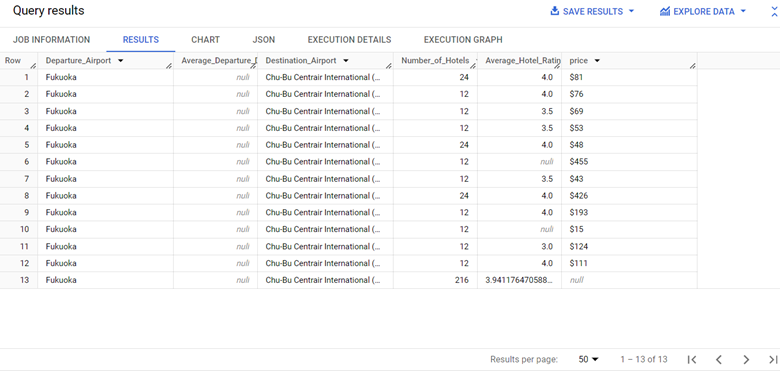 Query results SAVE RESULTS EXPLORE DATA
JOB INFORMATION RESULTS CHART JSON EXECUTION DETAILS EXECUTION GRAPH
Row Departure_Airport Average_Departure_D Destination_Airport Number_of_Hotels Average_Hotel_Ratin price
1 Fukuoka null Chu-Bu Centrair International (... 24 4.0 $81
2 Fukuoka null Chu-Bu Centrair International (... 12 4.0 $76
3 Fukuoka null Chu-Bu Centrair International (... 12 3.5 $69
4 Fukuoka null Chu-Bu Centrair International (... 12 3.5 $53
5 Fukuoka null Chu-Bu Centrair International (... 24 4.0 $48
6 Fukuoka null Chu-Bu Centrair International (... 12 null $455
7 Fukuoka null Chu-Bu Centrair International (... 12 3.5 $43
8 Fukuoka null Chu-Bu Centrair International (... 24 4.0 $426
9 Fukuoka null Chu-Bu Centrair International (... 12 4.0 $193
10 Fukuoka null Chu-Bu Centrair International (... 12 null $15
11 Fukuoka null Chu-Bu Centrair International (... 12 3.0 $124
12 Fukuoka null Chu-Bu Centrair International (... 12 4.0 $111
13 Fukuoka null Chu-Bu Centrair International (... 216 3.941176470588... null
Results per page: 50 1 – 13 of 13